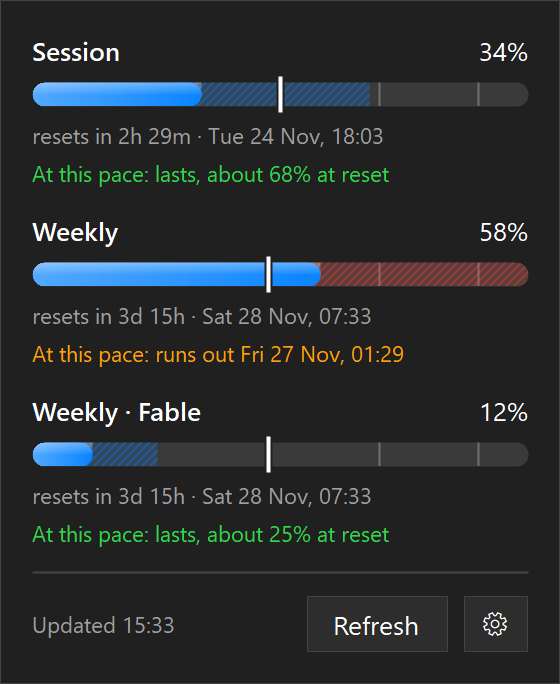 Session 34%
resets in 2h 29m · Tue 24 Nov, 18:03
At this pace: lasts, about 68% at reset
Weekly 58%
resets in 3d 15h · Sat 28 Nov, 07:33
At this pace: runs out Fri 27 Nov, 01:29
Weekly · Fable 12%
resets in 3d 15h · Sat 28 Nov, 07:33
At this pace: lasts, about 25% at reset
Updated 15:33 Refresh